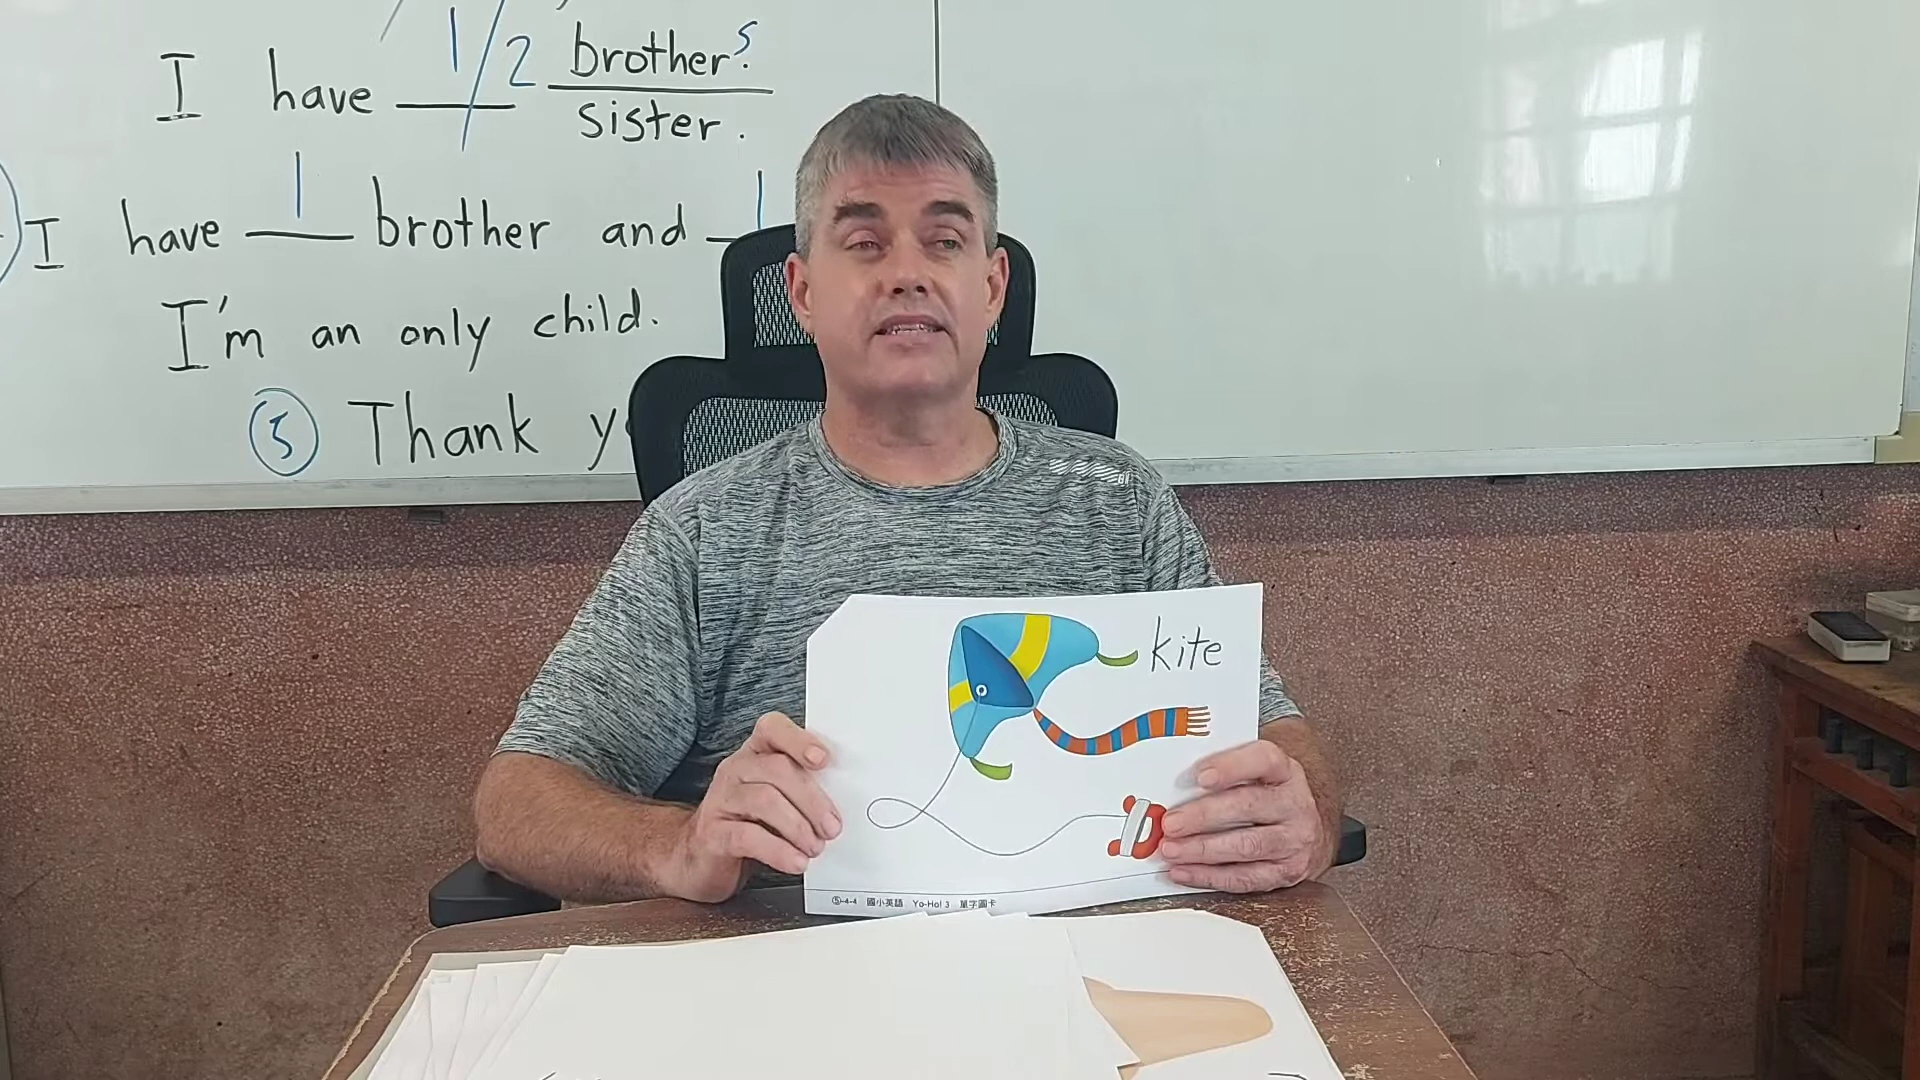 I have 1/2 brothers.
sister.
I have 1 brother and 1
I'm an only child.
⑤ Thank
kite
⑤-4-4 國小英語 Yo-Ho! 3 單字圖卡